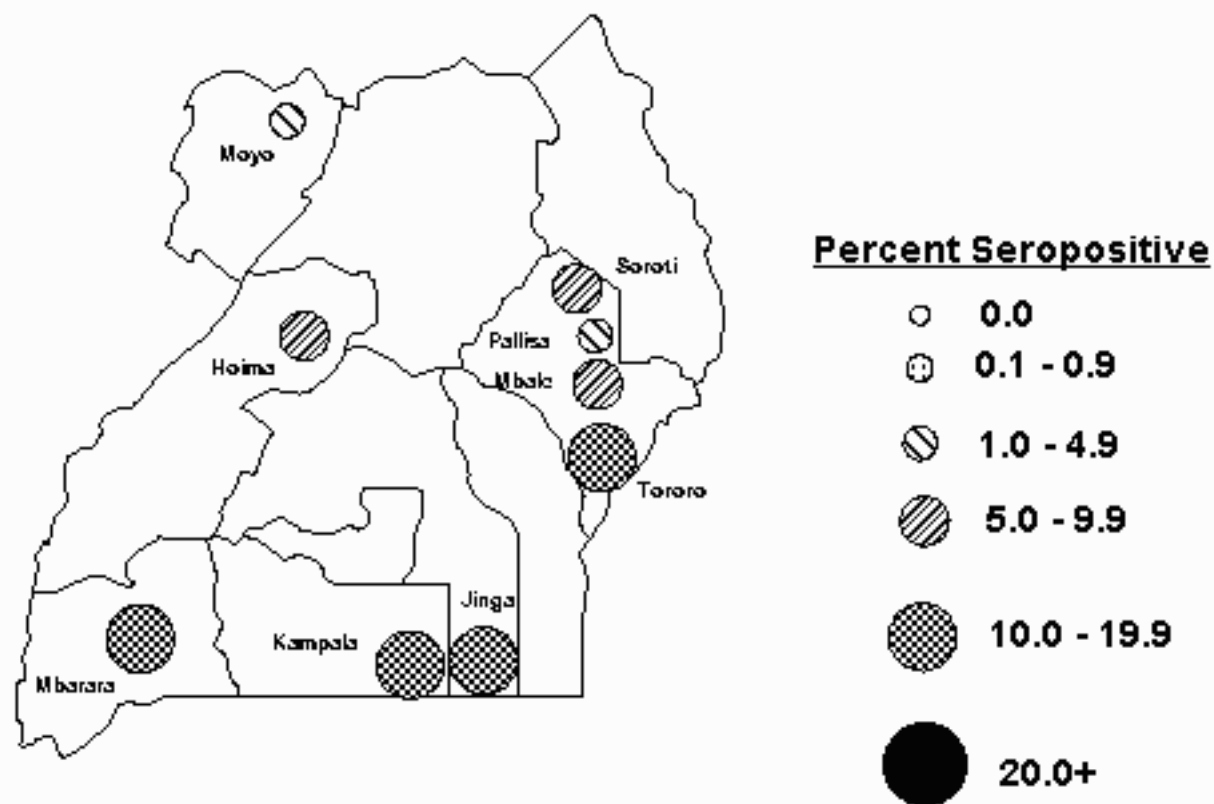 Moyo
Soroti
Pallisa
Hoima
Mbale
Tororo
Jinga
Kampala
Mbarara
Percent Seropositive
0.0
0.1 - 0.9
1.0 - 4.9
5.0 - 9.9
10.0 - 19.9
20.0+